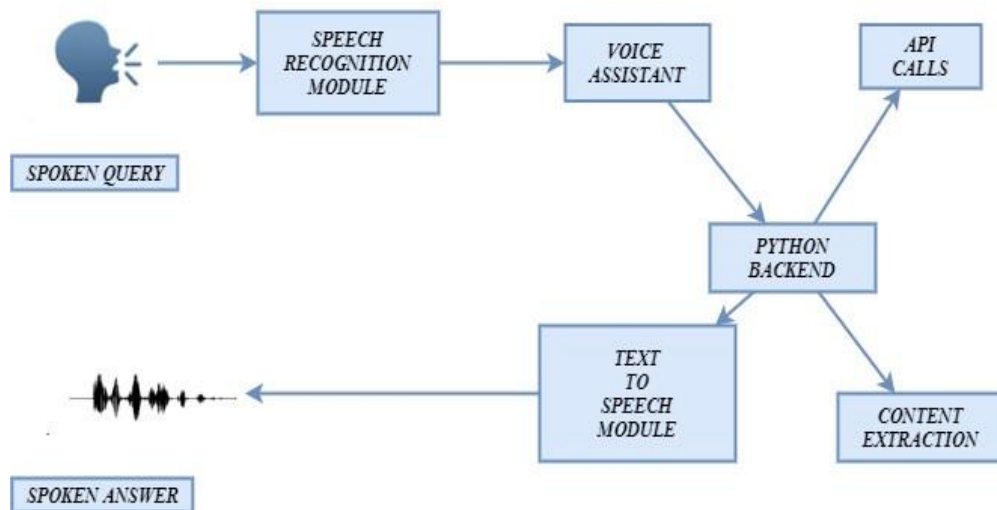 SPEECH
RECOGNITION
MODULE
VOICE
ASSISTANT
API
CALLS
SPOKEN QUERY
PYTHON
BACKEND
TEXT
TO
SPEECH
MODULE
CONTENT
EXTRACTION
SPOKEN ANSWER